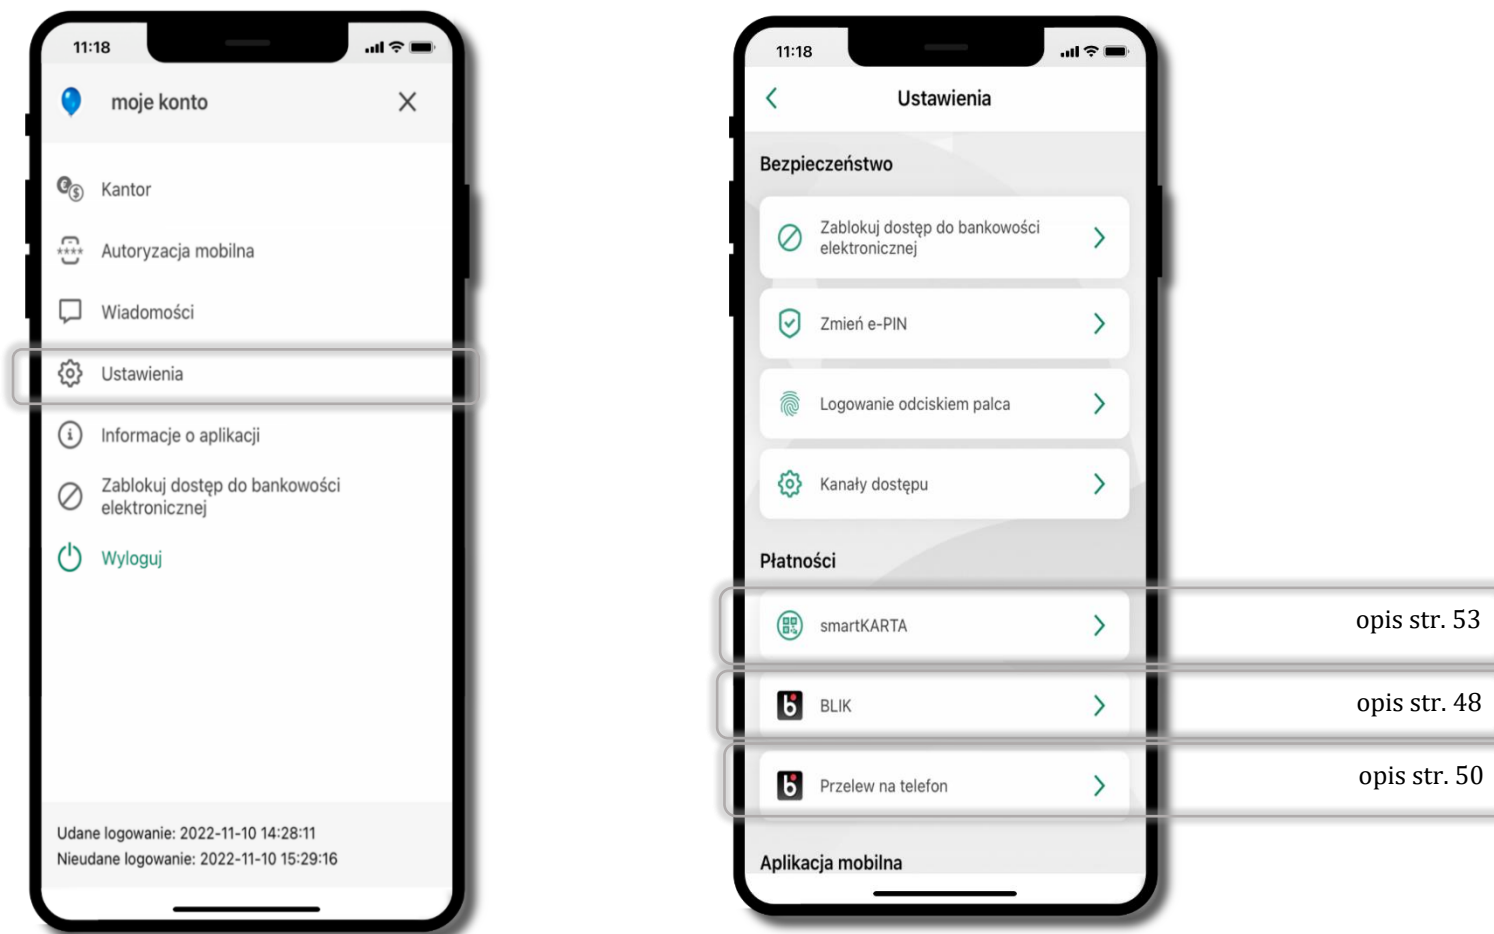 11:18
moje konto
Kantor
Autoryzacja mobilna
Wiadomości
Ustawienia
Informacje o aplikacji
Zablokuj dostęp do bankowości
elektronicznej
Wyloguj
Udane logowanie: 2022-11-10 14:28:11
Nieudane logowanie: 2022-11-10 15:29:16
11:18
Ustawienia
Bezpieczeństwo
Zablokuj dostęp do bankowości
elektronicznej
Zmień e-PIN
Logowanie odciskiem palca
Kanały dostępu
Płatności
smartKARTA
opis str. 53
BLIK
opis str. 48
Przelew na telefon
opis str. 50
Aplikacja mobilna